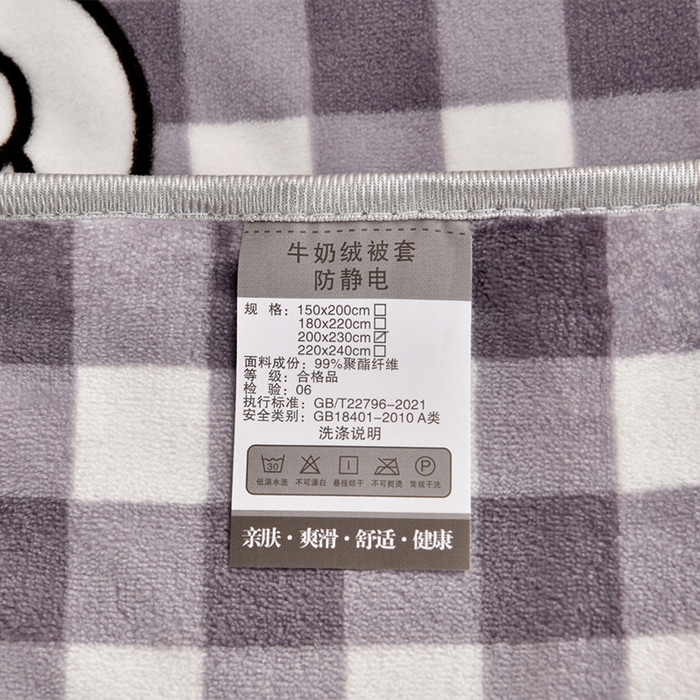 牛奶绒被套
防静电
规 格：150x200cm
180x220cm
200x230cm
220x240cm
面料成份：99%聚酯纤维
等 级：合格品
检 验：06
执行标准：GB/T22796-2021
安全类别：GB18401-2010 A类
洗涤说明
30 P
低温水洗 不可漂白 悬挂晾干 不可熨烫 常规干洗
亲肤·爽滑·舒适·健康